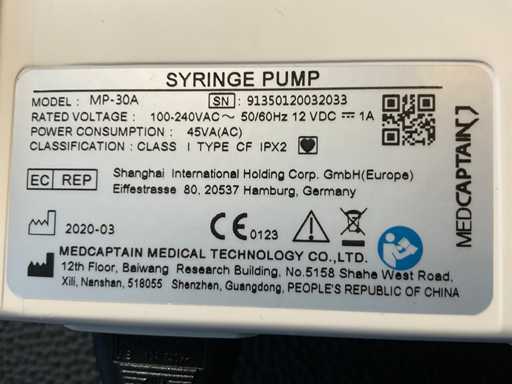 SYRINGE PUMP
MODEL : MP-30A SN : 91350120032033
RATED VOLTAGE : 100-240VAC～ 50/60Hz 12 VDC ⎓ 1A
POWER CONSUMPTION : 45VA(AC)
CLASSIFICATION : CLASS I TYPE CF IPX2
MEDCAPTAIN
EC REP Shanghai International Holding Corp. GmbH(Europe)
Eiffestrasse 80, 20537 Hamburg, Germany
2020-03 CE 0123
MEDCAPTAIN MEDICAL TECHNOLOGY CO.,LTD.
12th Floor, Baiwang Research Building, No.5158 Shahe West Road,
Xili, Nanshan, 518055 Shenzhen, Guangdong, PEOPLE'S REPUBLIC OF CHINA